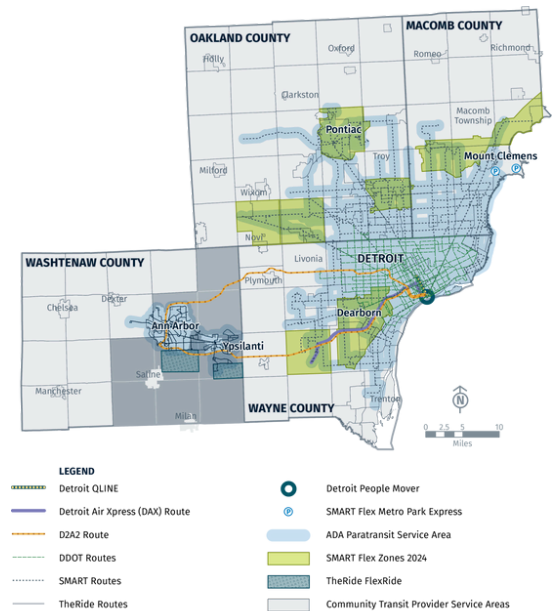 OAKLAND COUNTY
MACOMB COUNTY
Holly
Oxford
Romeo
Richmond
Clarkston
Macomb
Township
Pontiac
Troy
Mount Clemens
P P
Milford
Wixom
Novi
WASHTENAW COUNTY
Livonia
DETROIT
Plymouth
Chelsea
Dexter
Ann Arbor
Dearborn
Ypsilanti
Saline
Manchester
Milan
WAYNE COUNTY
N
0 2.5 5 10
Miles
LEGEND
Detroit QLINE
Detroit People Mover
Detroit Air Xpress (DAX) Route
P SMART Flex Metro Park Express
D2A2 Route
ADA Paratransit Service Area
DDOT Routes
SMART Flex Zones 2024
SMART Routes
TheRide FlexRide
TheRide Routes
Community Transit Provider Service Areas